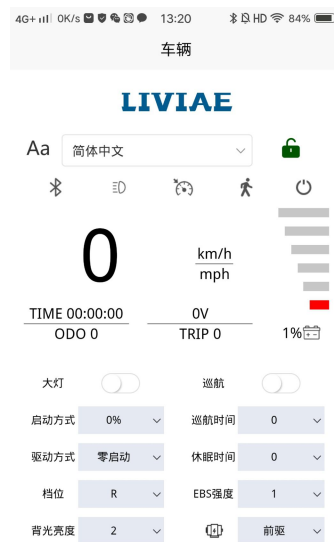 4G+ 0K/s 13:20 HD 84%
车辆
LIVIAE
Aa 简体中文
0 km/h
mph
TIME 00:00:00 0V
ODO 0 TRIP 0 1%
大灯 巡航
启动方式 0% 巡航时间 0
驱动方式 零启动 休眠时间 0
档位 R EBS强度 1
背光亮度 2 前驱